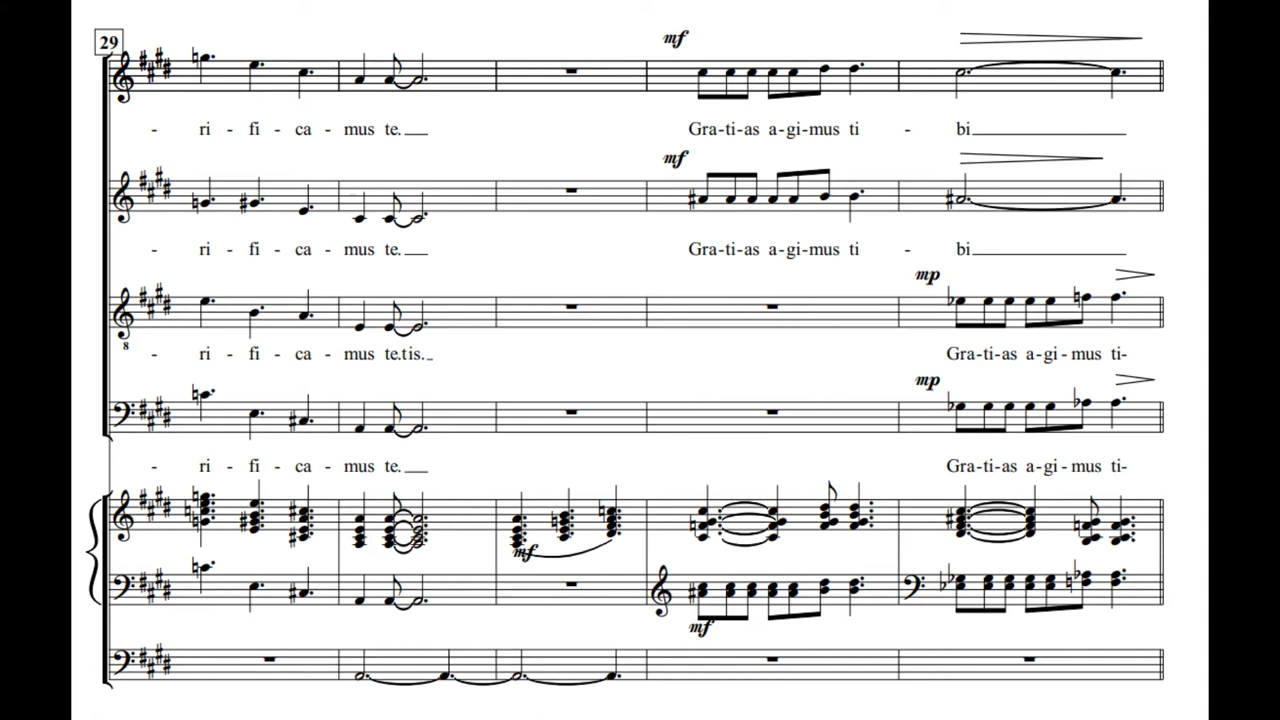 29
mf
- ri - fi - ca - mus te. Gra-ti-as a-gi-mus ti - bi
mf
- ri - fi - ca - mus te. Gra-ti-as a-gi-mus ti - bi
mp
8
- ri - fi - ca - mus te.tis. Gra-ti-as a-gi-mus ti-
mp
- ri - fi - ca - mus te. Gra-ti-as a-gi-mus ti-
mf
mf